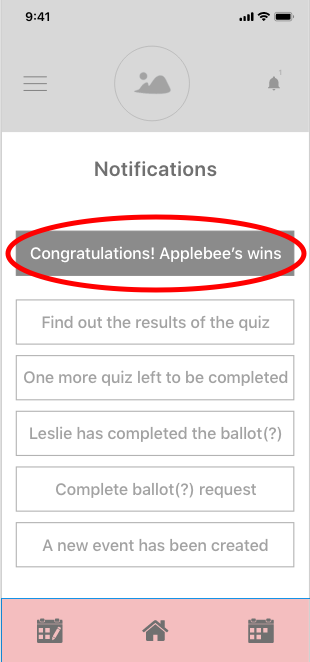 9:41
1
Notifications
Congratulations! Applebee’s wins
Find out the results of the quiz
One more quiz left to be completed
Leslie has completed the ballot(?)
Complete ballot(?) request
A new event has been created